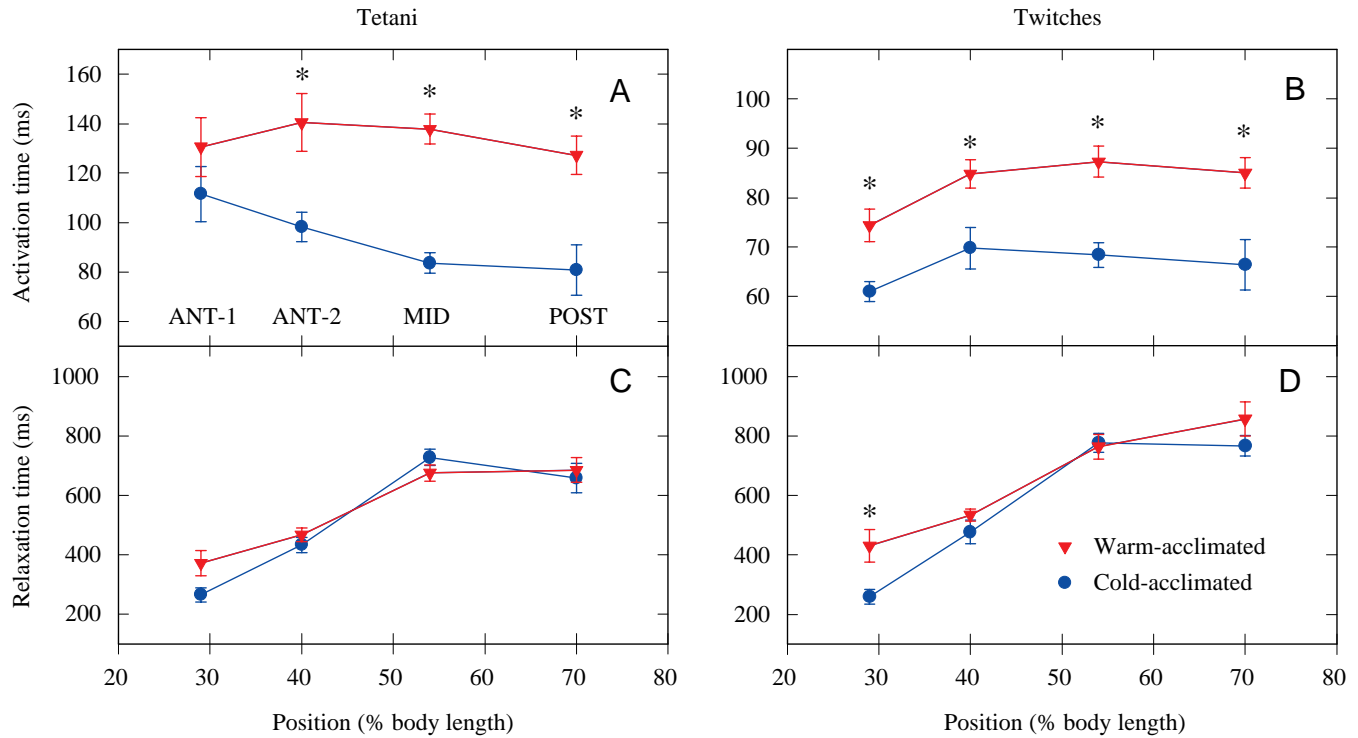 Tetani
Twitches
Activation time (ms)
160
140
120
100
80
60
A
*
*
*
ANT-1 ANT-2 MID POST
100
90
80
70
60
B
*
*
*
*
Relaxation time (ms)
1000
800
600
400
200
C
20 30 40 50 60 70 80
Position (% body length)
1000
800
600
400
200
D
*
Warm-acclimated
Cold-acclimated
20 30 40 50 60 70 80
Position (% body length)